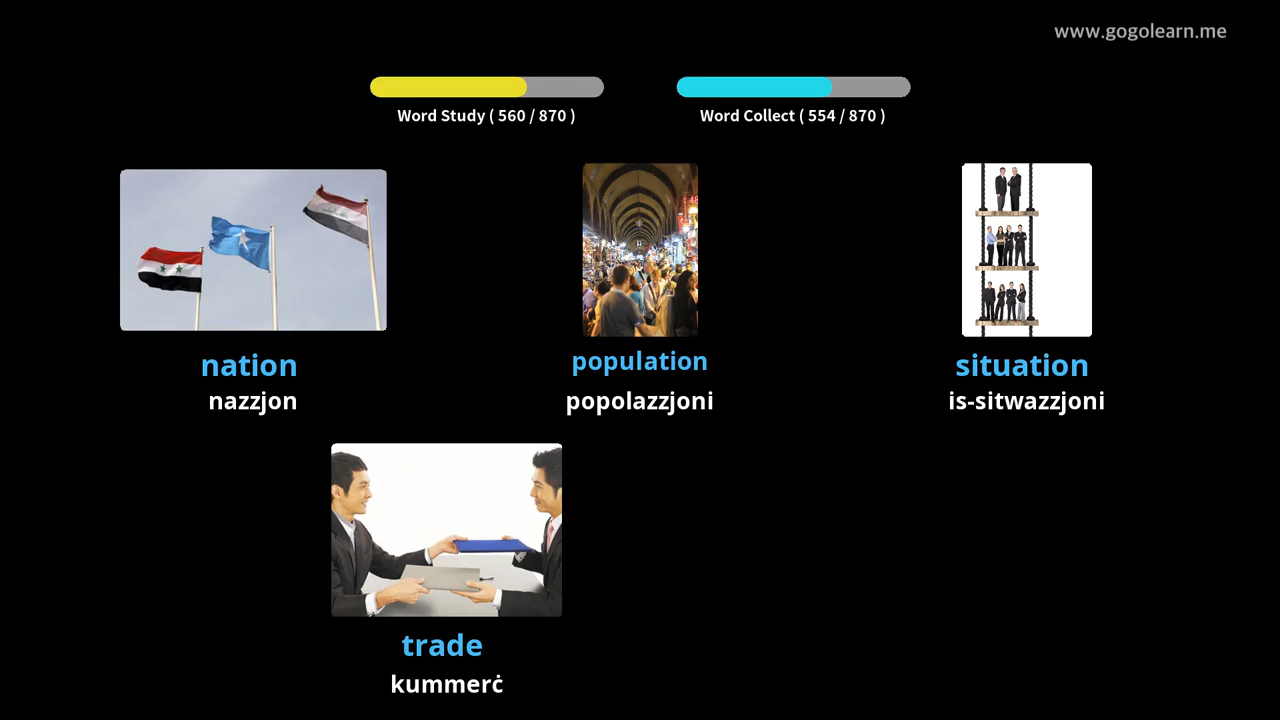 www.gogolearn.me
Word Study ( 560 / 870 )
Word Collect ( 554 / 870 )
nation
nazzjon
population
popolazzjoni
situation
is-sitwazzjoni
trade
kummerċ